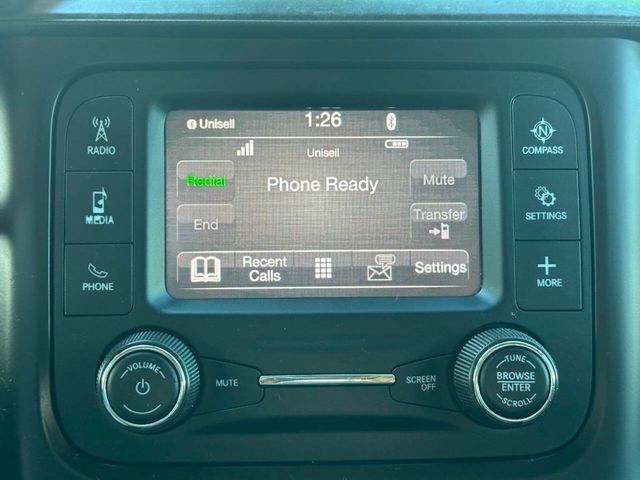 Unisell 1:26
Unisell
RADIO
MEDIA
PHONE
Redial
Phone Ready
Mute
End
Transfer
Recent
Calls
Settings
N
COMPASS
SETTINGS
MORE
VOLUME
MUTE
SCREEN
OFF
TUNE
BROWSE
ENTER
SCROLL